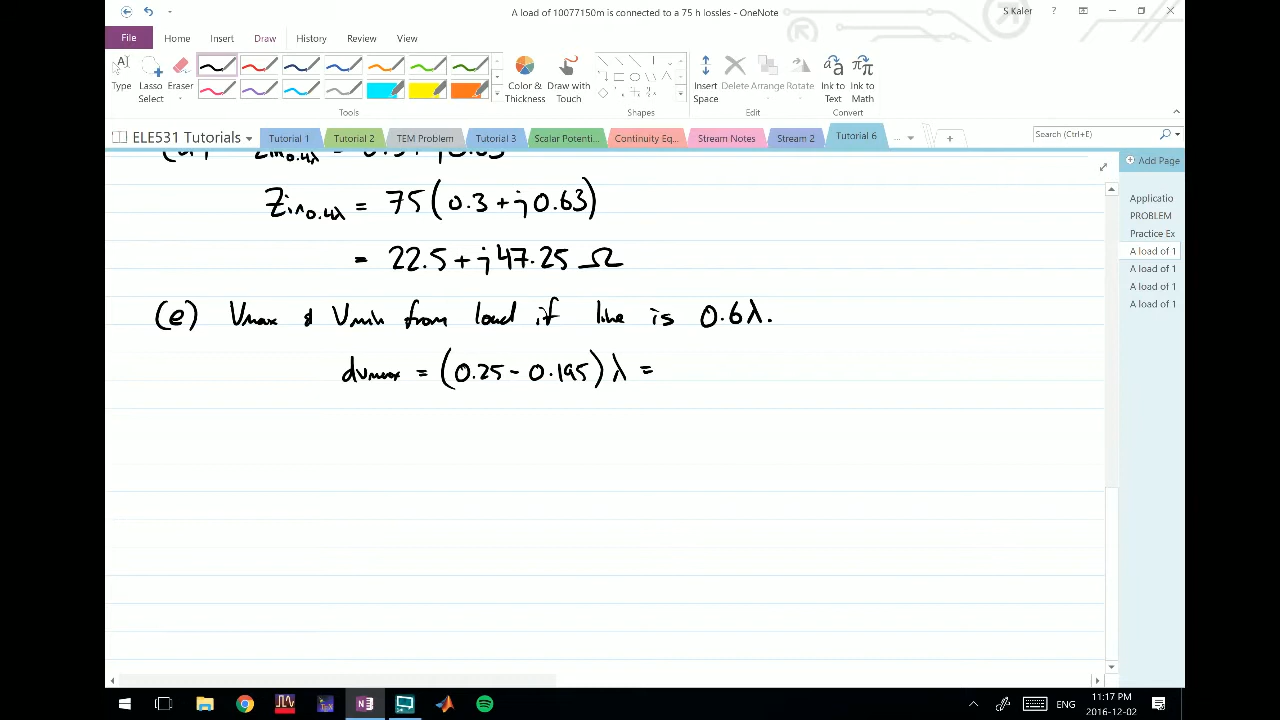 A load of 10077150m is connected to a 75 h lossles - OneNote
S Kaler
?
File
Home
Insert
Draw
History
Review
View
Type
Lasso Select
Eraser
Color & Thickness
Draw with Touch
Insert Space
Delete
Arrange
Rotate
Ink to Text
Ink to Math
Tools
Shapes
Edit
Convert
ELE531 Tutorials
Tutorial 1
Tutorial 2
TEM Problem
Tutorial 3
Scalar Potenti...
Continuity Eq...
Stream Notes
Stream 2
Tutorial 6
...
Search (Ctrl+E)
Add Page
Applicatio
PROBLEM
Practice Ex
A load of 1
A load of 1
A load of 1
A load of 1
Zin0.4λ = 75(0.3 + j0.63)
= 22.5 + j47.25 Ω
(e) Vmax & Vmin from load if line is 0.6λ.
dvmax = (0.25 - 0.195)λ =
ENG
11:17 PM
2016-12-02